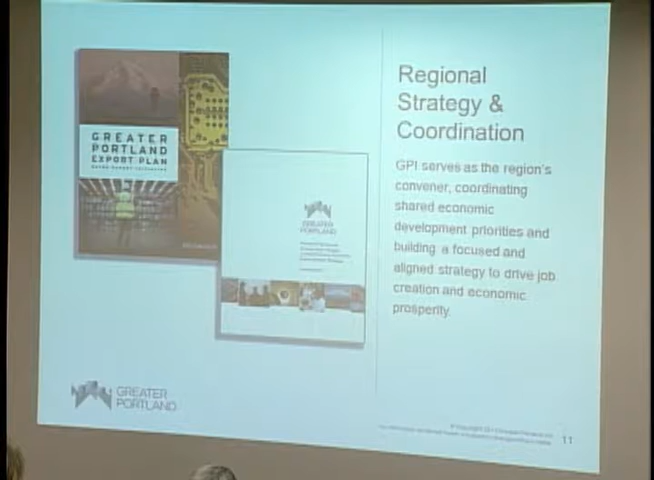 GREATER
PORTLAND
EXPORT PLAN
GREATER
PORTLAND
Regional
Strategy &
Coordination
GPI serves as the region's
convener, coordinating
shared economic
development priorities and
building a focused and
aligned strategy to drive job
creation and economic
prosperity.
GREATER
PORTLAND
11